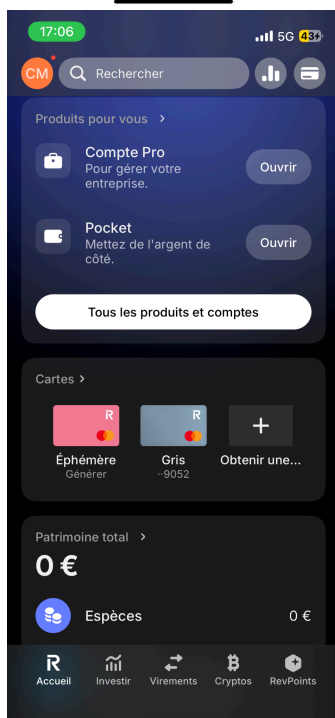 17:06
5G 43
CM
Rechercher
Produits pour vous >
Compte Pro
Pour gérer votre
entreprise.
Ouvrir
Pocket
Mettez de l'argent de
côté.
Ouvrir
Tous les produits et comptes
Cartes >
R
R
Éphémère
Générer
Gris
··9052
Obtenir une...
Patrimoine total >
0 €
Espèces
0 €
R
Accueil
Investir
Virements
Cryptos
RevPoints